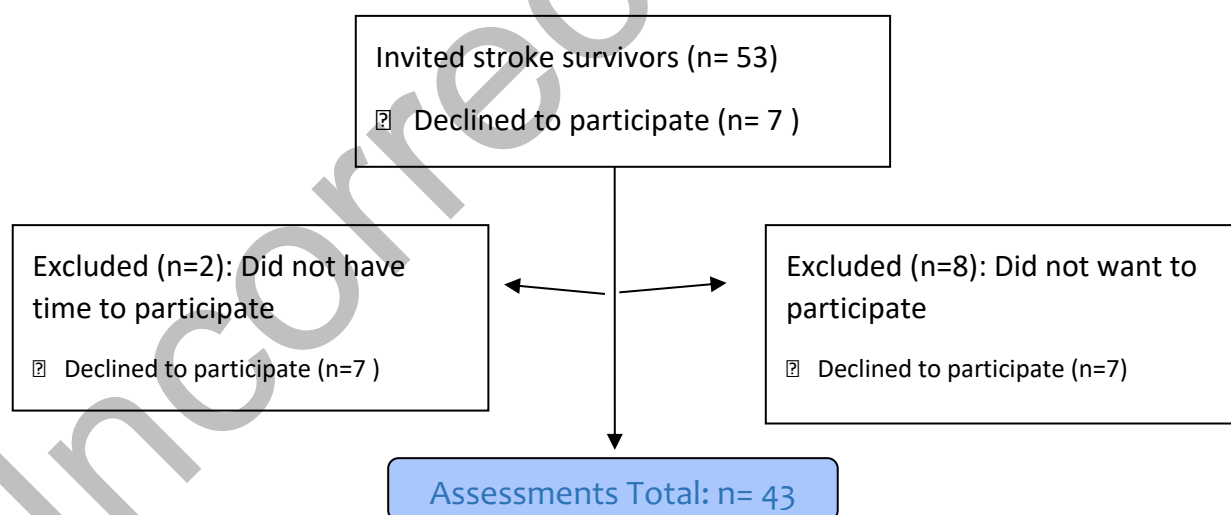 Invited stroke survivors (n= 53)
⍰ Declined to participate (n= 7 )
Excluded (n=2): Did not have
time to participate
⍰ Declined to participate (n=7 )
Excluded (n=8): Did not want to
participate
⍰ Declined to participate (n=7)
Assessments Total: n= 43
Incorrec